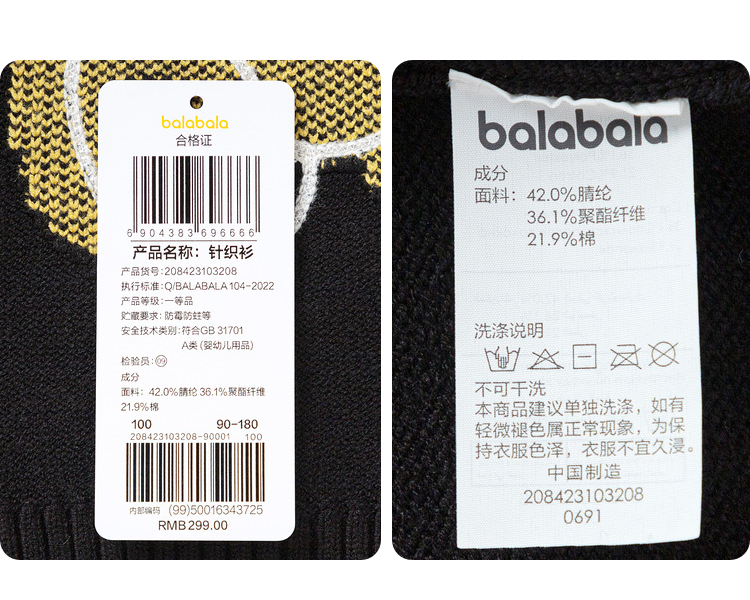 balabala
合格证
6 904383 696666
产品名称：针织衫
产品货号:208423103208
执行标准:Q/BALABALA 104-2022
产品等级:一等品
贮藏要求:防霉防蛀等
安全技术类别:符合GB 31701
A类 (婴幼儿用品)
检验员:09
成分
面料: 42.0%腈纶 36.1%聚酯纤维
21.9%棉
100 90-180
208423103208-90001 100
内部编码 (99)50016343725
RMB299.00
balabala
成分
面料: 42.0%腈纶
36.1%聚酯纤维
21.9%棉
洗涤说明
不可干洗
本商品建议单独洗涤，如有
轻微褪色属正常现象，为保
持衣服色泽，衣服不宜久浸。
中国制造
208423103208
0691